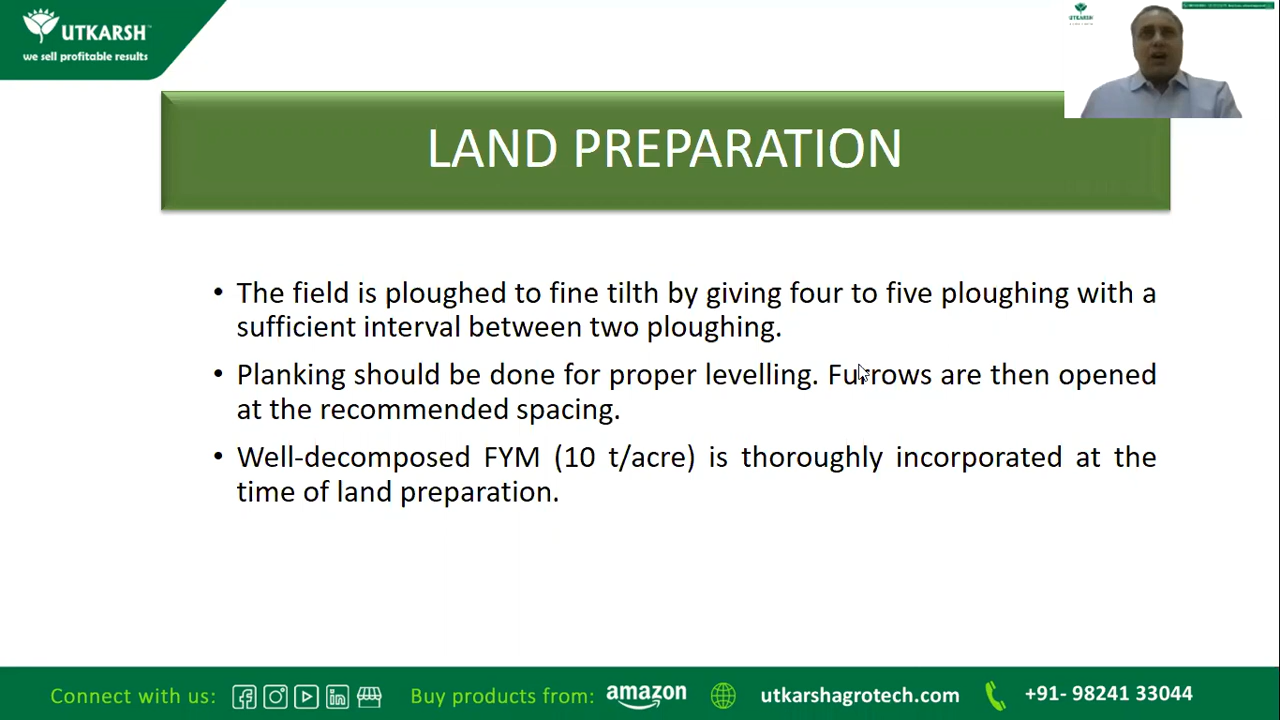 UTKARSH
we sell profitable results
LAND PREPARATION
• The field is ploughed to fine tilth by giving four to five ploughing with a
sufficient interval between two ploughing.
• Planking should be done for proper levelling. Furrows are then opened
at the recommended spacing.
• Well-decomposed FYM (10 t/acre) is thoroughly incorporated at the
time of land preparation.
Connect with us: Buy products from: amazon utkarshagrotech.com +91- 98241 33044